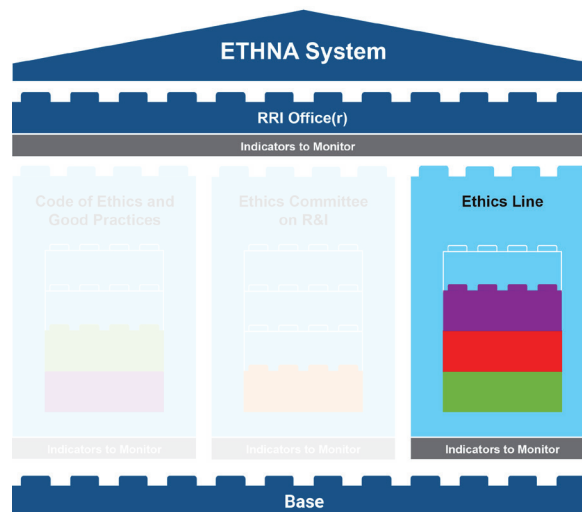 ETHNA System
RRI Office(r)
Indicators to Monitor
Code of Ethics and
Good Practices
Ethics Committee
on R&I
Ethics Line
Indicators to Monitor
Indicators to Monitor
Indicators to Monitor
Base